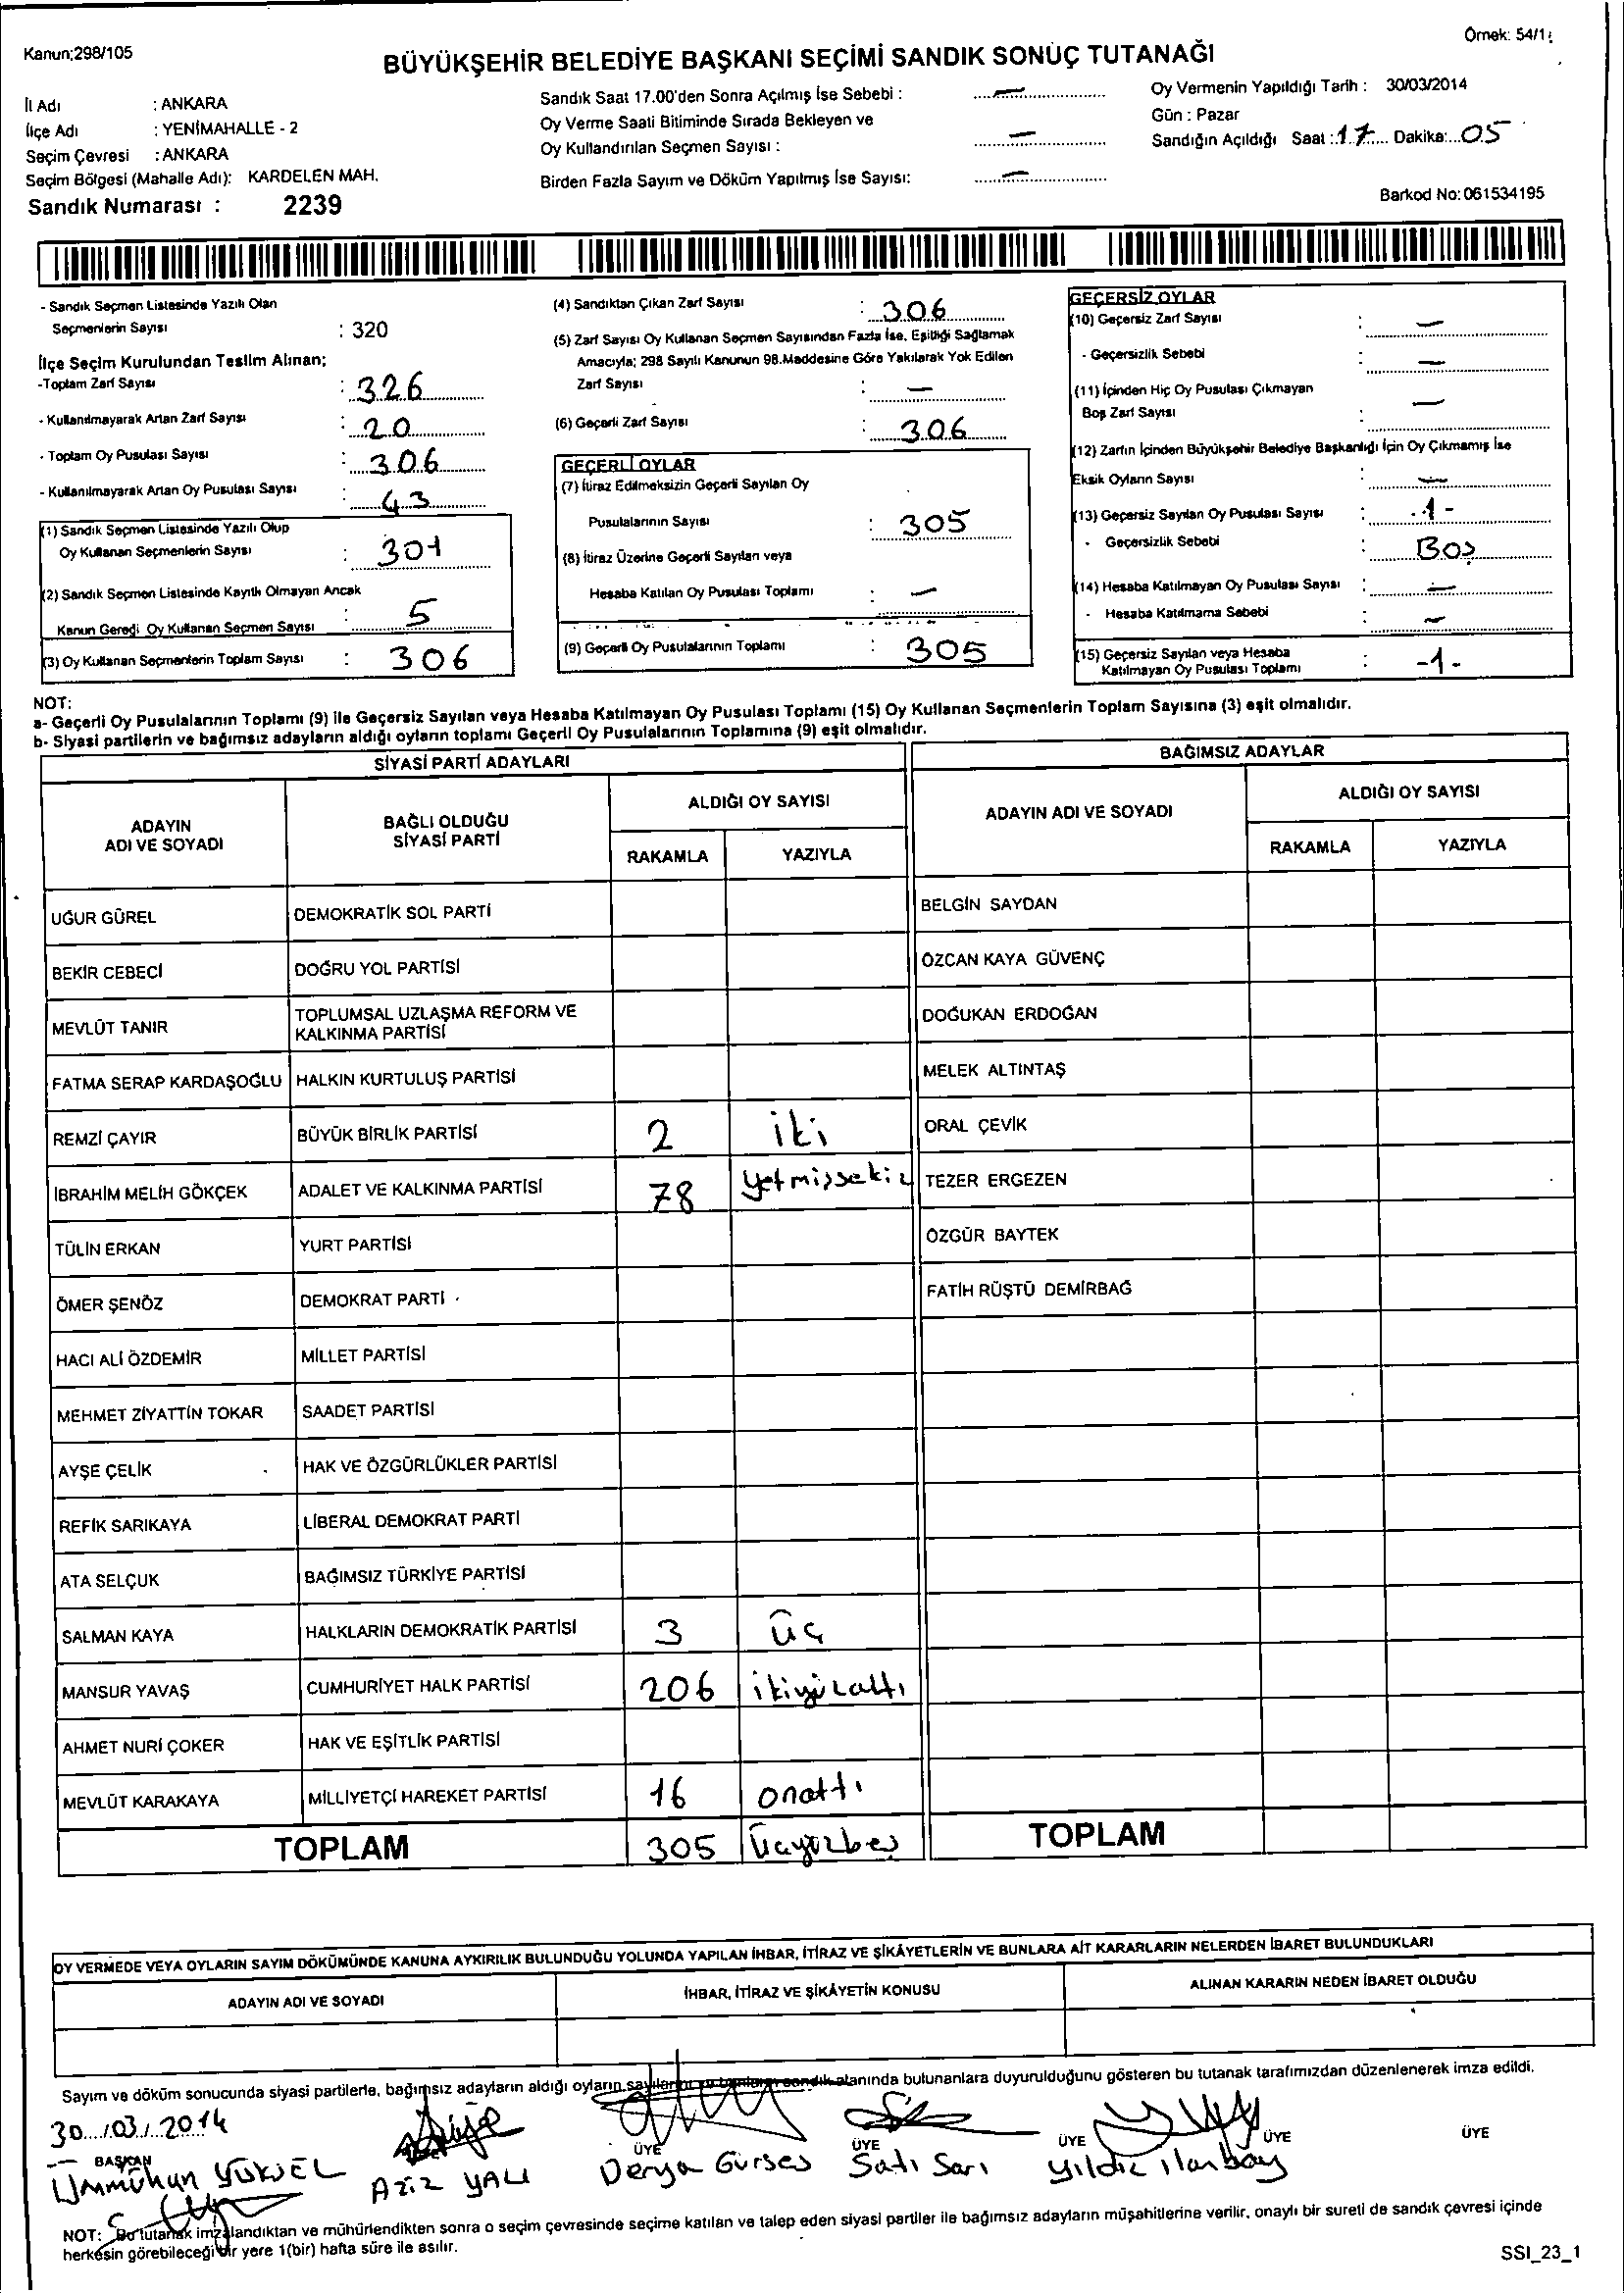 Kanun;298/105
Örnek: 54/1
BÜYÜKŞEHİR BELEDİYE BAŞKANI SEÇİMİ SANDIK SONUÇ TUTANAĞI
İl Adı : ANKARA
İlçe Adı : YENİMAHALLE - 2
Seçim Çevresi : ANKARA
Seçim Bölgesi (Mahalle Adı): KARDELEN MAH.
Sandık Numarası : 2239
Sandık Saat 17.00'den Sonra Açılmış İse Sebebi : —
Oy Verme Saati Bitiminde Sırada Bekleyen ve
Oy Kullandırılan Seçmen Sayısı : —
Birden Fazla Sayım ve Döküm Yapılmış İse Sayısı: —
Oy Vermenin Yapıldığı Tarih : 30/03/2014
Gün : Pazar
Sandığın Açıldığı Saat :17 Dakika: 05
Barkod No:061534195
- Sandık Seçmen Listesinde Yazılı Olan
Seçmenlerin Sayısı : 320
İlçe Seçim Kurulundan Teslim Alınan;
-Toplam Zarf Sayısı : 326
- Kullanılmayarak Artan Zarf Sayısı : 20
- Toplam Oy Pusulası Sayısı : 306
- Kullanılmayarak Artan Oy Pusulası Sayısı : 43
(1) Sandık Seçmen Listesinde Yazılı Olup
Oy Kullanan Seçmenlerin Sayısı : 301
(2) Sandık Seçmen Listesinde Kayıtlı Olmayan Ancak
Kanun Gereği Oy Kullanan Seçmen Sayısı : 5
(3) Oy Kullanan Seçmenlerin Toplam Sayısı : 306
(4) Sandıktan Çıkan Zarf Sayısı : 306
(5) Zarf Sayısı Oy Kullanan Seçmen Sayısından Fazla İse, Eşitliği Sağlamak
Amacıyla; 298 Sayılı Kanunun 98.Maddesine Göre Yakılarak Yok Edilen
Zarf Sayısı : —
(6) Geçerli Zarf Sayısı : 306
GEÇERLİ OYLAR
(7) İtiraz Edilmeksizin Geçerli Sayılan Oy
Pusulalarının Sayısı : 305
(8) İtiraz Üzerine Geçerli Sayılan veya
Hesaba Katılan Oy Pusulası Toplamı : —
(9) Geçerli Oy Pusulalarının Toplamı : 305
GEÇERSİZ OYLAR
(10) Geçersiz Zarf Sayısı : —
- Geçersizlik Sebebi : —
(11) İçinden Hiç Oy Pusulası Çıkmayan
Boş Zarf Sayısı : —
(12) Zarfın İçinden Büyükşehir Belediye Başkanlığı İçin Oy Çıkmamış İse
Eksik Oyların Sayısı : —
(13) Geçersiz Sayılan Oy Pusulası Sayısı : -1-
- Geçersizlik Sebebi : Boş
(14) Hesaba Katılmayan Oy Pusulası Sayısı : —
- Hesaba Katılmama Sebebi : —
(15) Geçersiz Sayılan veya Hesaba
Katılmayan Oy Pusulası Toplamı : -1-
NOT:
a- Geçerli Oy Pusulalarının Toplamı (9) ile Geçersiz Sayılan veya Hesaba Katılmayan Oy Pusulası Toplamı (15) Oy Kullanan Seçmenlerin Toplam Sayısına (3) eşit olmalıdır.
b- Siyasi partilerin ve bağımsız adayların aldığı oyların toplamı Geçerli Oy Pusulalarının Toplamına (9) eşit olmalıdır.
SİYASİ PARTİ ADAYLARI
BAĞIMSIZ ADAYLAR
ADAYIN
ADI VE SOYADI
BAĞLI OLDUĞU
SİYASİ PARTİ
ALDIĞI OY SAYISI
RAKAMLA YAZIYLA
ADAYIN ADI VE SOYADI
ALDIĞI OY SAYISI
RAKAMLA YAZIYLA
UĞUR GÜREL DEMOKRATİK SOL PARTİ BELGİN SAYDAN
BEKİR CEBECİ DOĞRU YOL PARTİSİ ÖZCAN KAYA GÜVENÇ
MEVLÜT TANIR TOPLUMSAL UZLAŞMA REFORM VE
KALKINMA PARTİSİ DOĞUKAN ERDOĞAN
FATMA SERAP KARDAŞOĞLU HALKIN KURTULUŞ PARTİSİ MELEK ALTINTAŞ
REMZİ ÇAYIR BÜYÜK BİRLİK PARTİSİ 2 iki ORAL ÇEVİK
İBRAHİM MELİH GÖKÇEK ADALET VE KALKINMA PARTİSİ 78 yetmişsekiz TEZER ERGEZEN
TÜLİN ERKAN YURT PARTİSİ ÖZGÜR BAYTEK
ÖMER ŞENÖZ DEMOKRAT PARTİ FATİH RÜŞTÜ DEMİRBAĞ
HACI ALİ ÖZDEMİR MİLLET PARTİSİ
MEHMET ZİYATTİN TOKAR SAADET PARTİSİ
AYŞE ÇELİK HAK VE ÖZGÜRLÜKLER PARTİSİ
REFİK SARIKAYA LİBERAL DEMOKRAT PARTİ
ATA SELÇUK BAĞIMSIZ TÜRKİYE PARTİSİ
SALMAN KAYA HALKLARIN DEMOKRATİK PARTİSİ 3 üç
MANSUR YAVAŞ CUMHURİYET HALK PARTİSİ 206 ikiyüzaltı
AHMET NURİ ÇOKER HAK VE EŞİTLİK PARTİSİ
MEVLÜT KARAKAYA MİLLİYETÇİ HAREKET PARTİSİ 16 onaltı
TOPLAM 305 Üçyüzbeş TOPLAM
OY VERMEDE VEYA OYLARIN SAYIM DÖKÜMÜNDE KANUNA AYKIRILIK BULUNDUĞU YOLUNDA YAPILAN İHBAR, İTİRAZ VE ŞİKÂYETLERİN VE BUNLARA AİT KARARLARIN NELERDEN İBARET BULUNDUKLARI
ADAYIN ADI VE SOYADI İHBAR, İTİRAZ VE ŞİKÂYETİN KONUSU ALINAN KARARIN NEDEN İBARET OLDUĞU
Sayım ve döküm sonucunda siyasi partilerle, bağımsız adayların aldığı oyların sayılarını ve bunların sandık alanında bulunanlara duyurulduğunu gösteren bu tutanak tarafımızdan düzenlenerek imza edildi.
30/03/2014
BAŞKAN ÜYE ÜYE ÜYE ÜYE ÜYE
Ümmühan YÜKSEL Aziz YALI Derya Gürses Satı Sarı Yıldız
NOT: Bu tutanak imzalandıktan ve mühürlendikten sonra o seçim çevresinde seçime katılan ve talep eden siyasi partiler ile bağımsız adayların müşahitlerine verilir, onaylı bir sureti de sandık çevresi içinde
herkesin görebileceği bir yere 1(bir) hafta süre ile asılır.
SSI_23_1